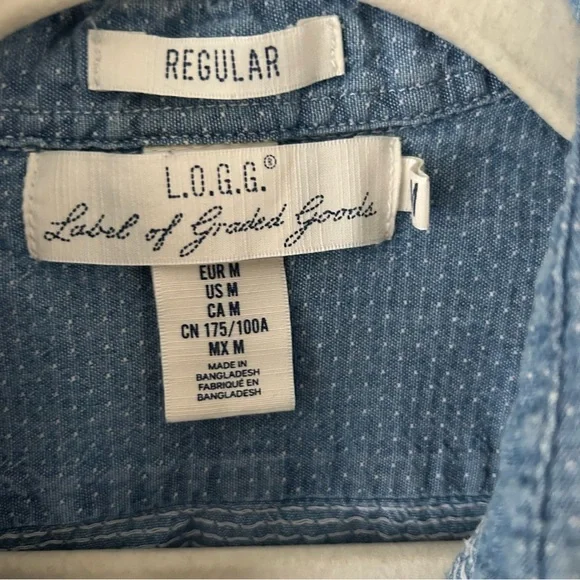 REGULAR
L.O.G.G.®
Label of Graded Goods
EUR M
US M
CA M
CN 175/100A
MX M
MADE IN
BANGLADESH
FABRIQUÉ EN
BANGLADESH